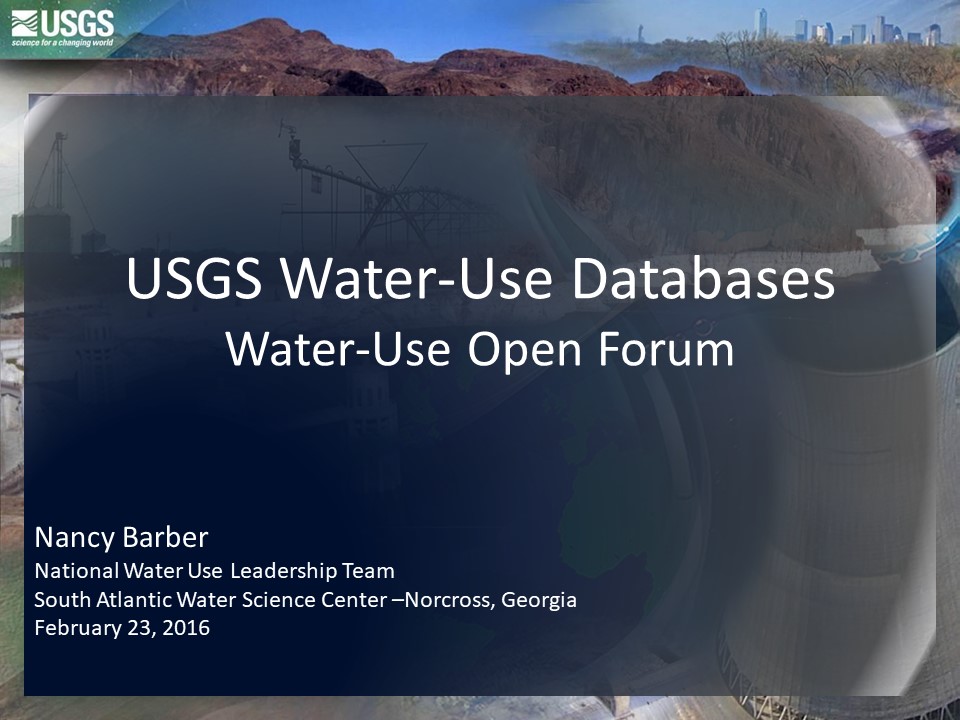 USGS
science for a changing world
USGS Water-Use Databases
Water-Use Open Forum
Nancy Barber
National Water Use Leadership Team
South Atlantic Water Science Center –Norcross, Georgia
February 23, 2016